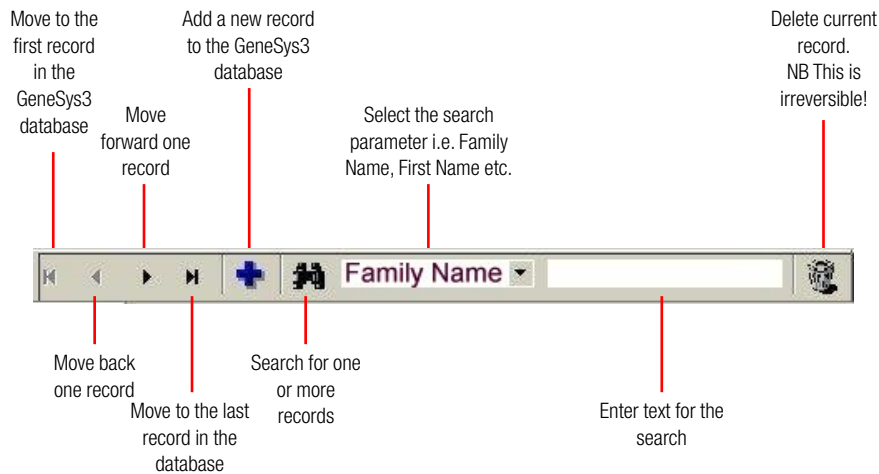 Move to the
first record
in the
GeneSys3
database
Move
forward one
record
Add a new record
to the GeneSys3
database
Select the search
parameter i.e. Family
Name, First Name etc.
Delete current
record.
NB This is
irreversible!
Family Name
Move back
one record
Move to the last
record in the
database
Search for one
or more
records
Enter text for the
search